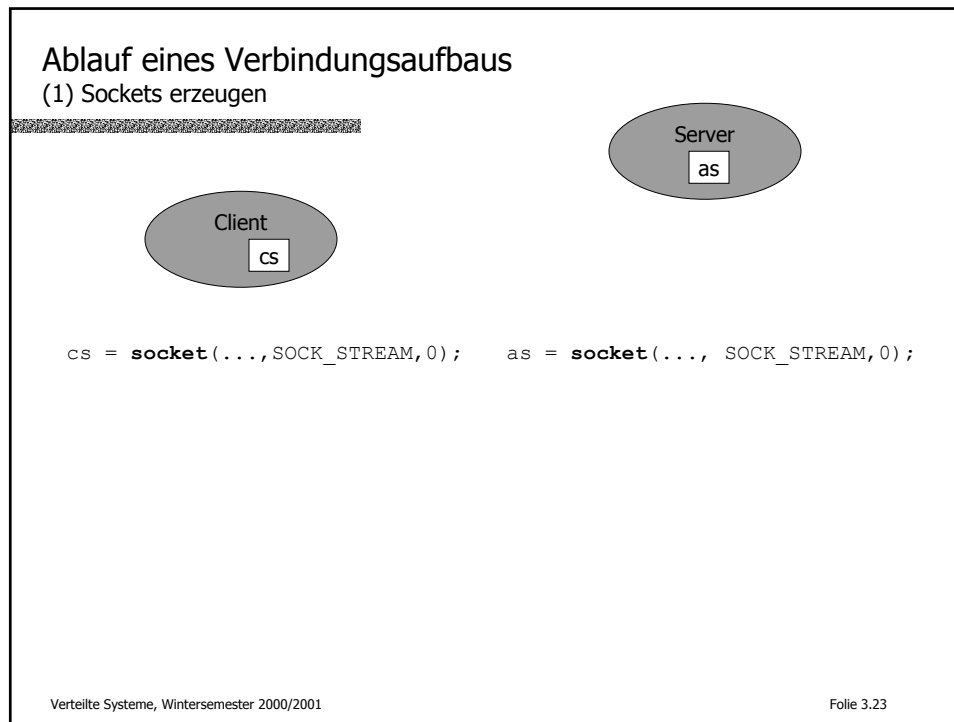 Ablauf eines Verbindungsaufbaus
(1) Sockets erzeugen
Server
as
Client
cs
cs = socket(...,SOCK_STREAM,0);
as = socket(..., SOCK_STREAM,0);
Verteilte Systeme, Wintersemester 2000/2001
Folie 3.23